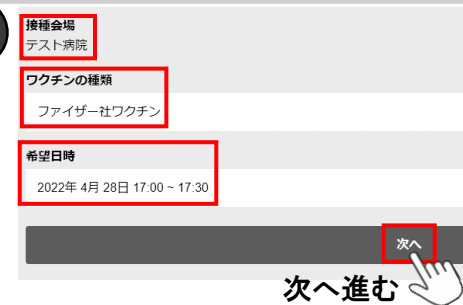 接種会場
テスト病院
ワクチンの種類
ファイザー社ワクチン
希望日時
2022年 4月 28日 17:00 ~ 17:30
次へ
次へ進む